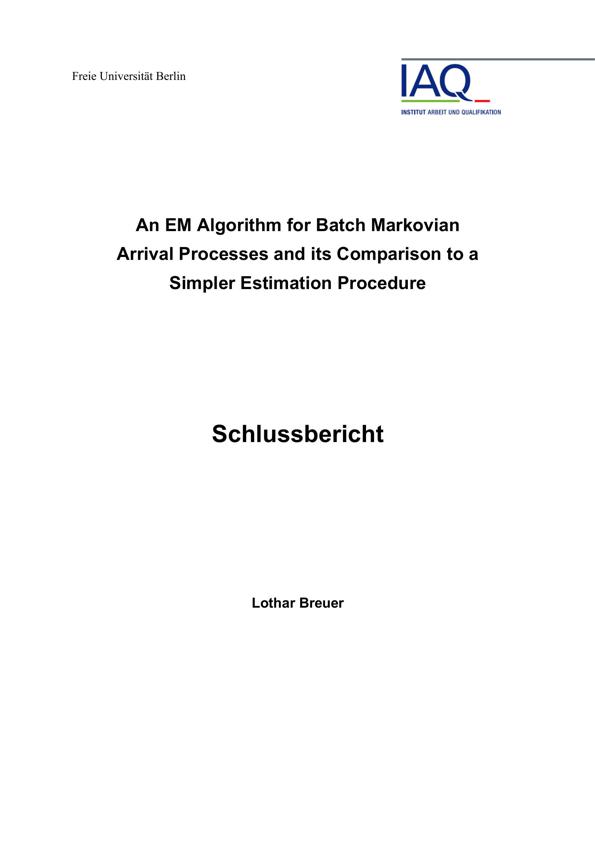 Freie Universität Berlin
IAQ
INSTITUT ARBEIT UND QUALIFIKATION
An EM Algorithm for Batch Markovian
Arrival Processes and its Comparison to a
Simpler Estimation Procedure
Schlussbericht
Lothar Breuer